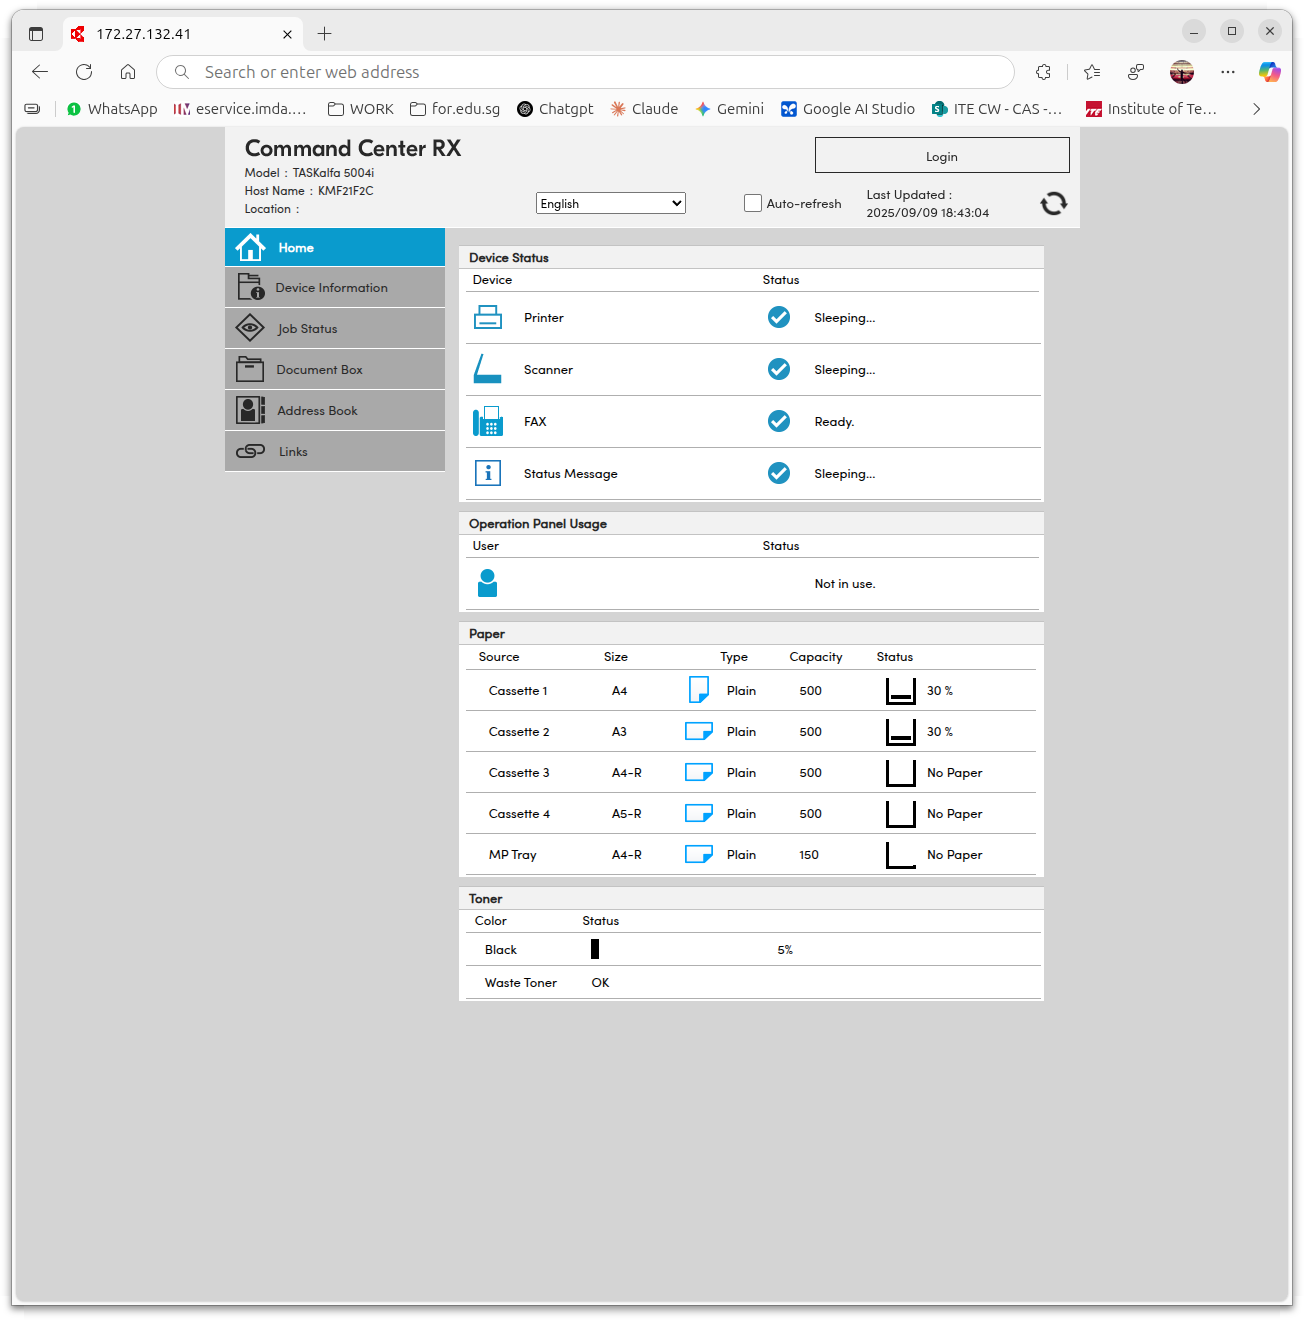 172.27.132.41
Search or enter web address
WhatsApp eservice.imda.... WORK for.edu.sg Chatgpt Claude Gemini Google AI Studio ITE CW - CAS -... Institute of Te...
Command Center RX
Login
Model : TASKalfa 5004i
Host Name : KMF21F2C
Location :
English
Auto-refresh
Last Updated :
2025/09/09 18:43:04
Home
Device Information
Job Status
Document Box
Address Book
Links
Device Status
Device Status
Printer Sleeping...
Scanner Sleeping...
FAX Ready.
Status Message Sleeping...
Operation Panel Usage
User Status
Not in use.
Paper
Source Size Type Capacity Status
Cassette 1 A4 Plain 500 30 %
Cassette 2 A3 Plain 500 30 %
Cassette 3 A4-R Plain 500 No Paper
Cassette 4 A5-R Plain 500 No Paper
MP Tray A4-R Plain 150 No Paper
Toner
Color Status
Black 5%
Waste Toner OK